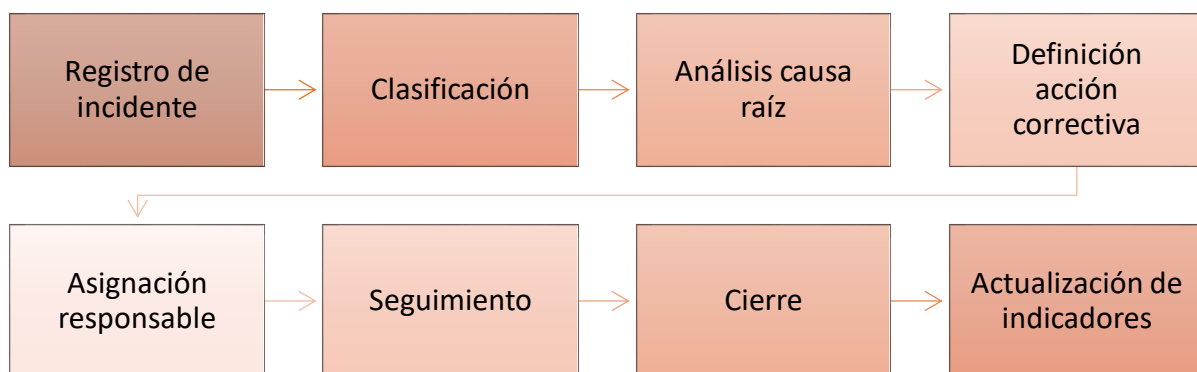 Registro de
incidente
Clasificación
Análisis causa
raíz
Definición
acción
correctiva
Asignación
responsable
Seguimiento
Cierre
Actualización de
indicadores